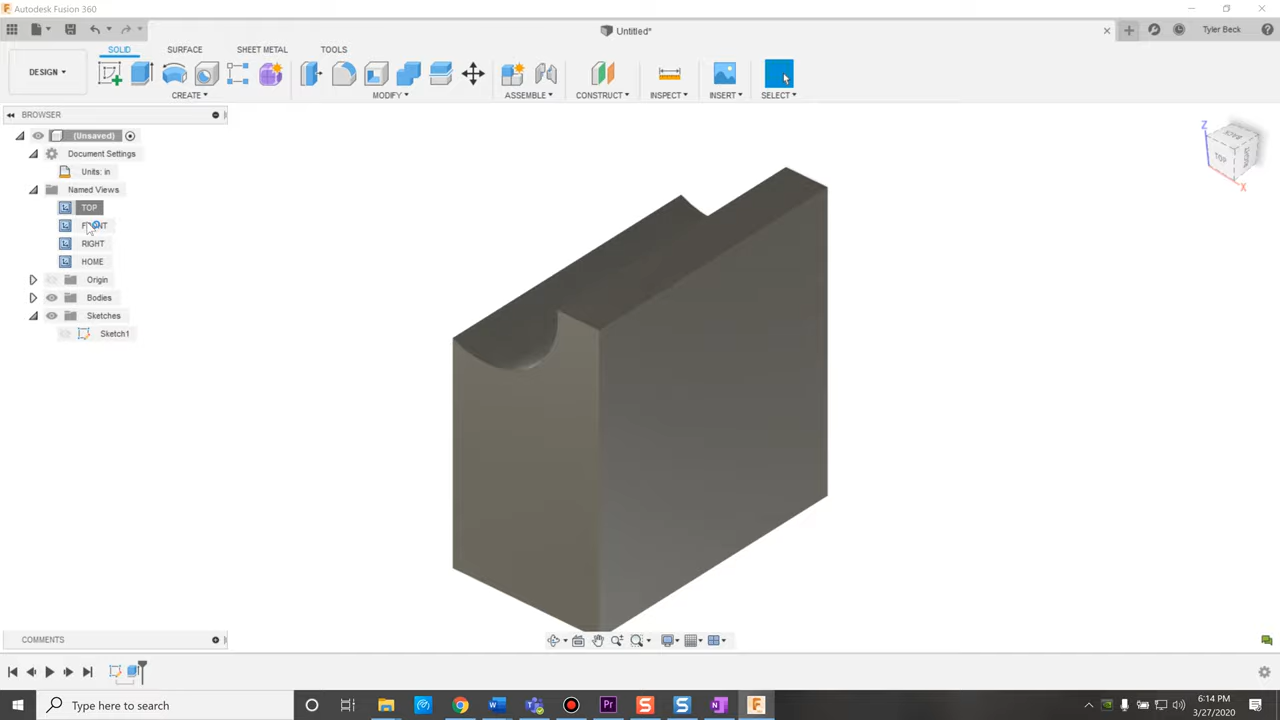 Autodesk Fusion 360
Untitled*
Tyler Beck
SOLID SURFACE SHEET METAL TOOLS
DESIGN
CREATE MODIFY ASSEMBLE CONSTRUCT INSPECT INSERT SELECT
BROWSER
(Unsaved)
Document Settings
Units: in
Named Views
TOP
RIGHT
HOME
Origin
Bodies
Sketches
Sketch1
Z
TOP
X
COMMENTS
Type here to search
6:14 PM
3/27/2020